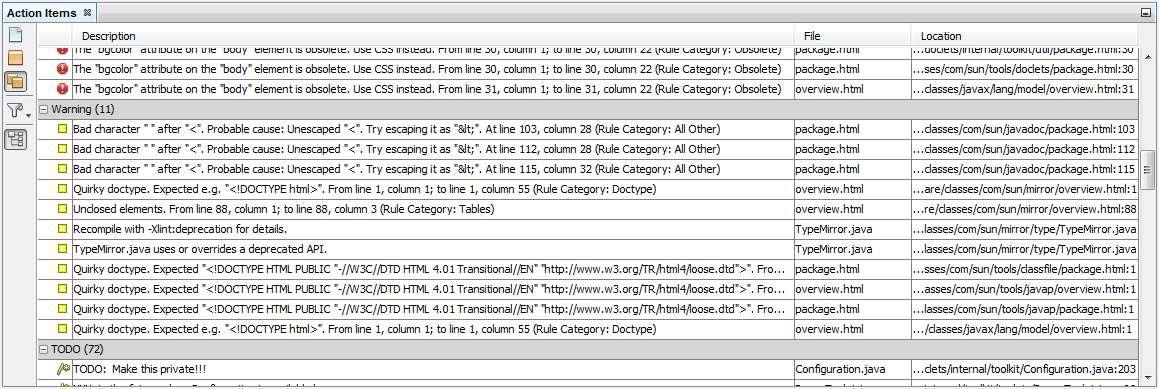 Action Items
Description File Location
The "bgcolor" attribute on the "body" element is obsolete. Use CSS instead. From line 30, column 1; to line 30, column 22 (Rule Category: Obsolete) package.html ...doclets/internal/toolkit/util/package.html:30
The "bgcolor" attribute on the "body" element is obsolete. Use CSS instead. From line 30, column 1; to line 30, column 22 (Rule Category: Obsolete) package.html ...ses/com/sun/tools/doclets/package.html:30
The "bgcolor" attribute on the "body" element is obsolete. Use CSS instead. From line 31, column 1; to line 31, column 22 (Rule Category: Obsolete) overview.html ...classes/javax/lang/model/overview.html:31
Warning (11)
Bad character " " after "<". Probable cause: Unescaped "<". Try escaping it as "&lt;". At line 103, column 28 (Rule Category: All Other) package.html ...classes/com/sun/javadoc/package.html:103
Bad character " " after "<". Probable cause: Unescaped "<". Try escaping it as "&lt;". At line 112, column 28 (Rule Category: All Other) package.html ...classes/com/sun/javadoc/package.html:112
Bad character " " after "<". Probable cause: Unescaped "<". Try escaping it as "&lt;". At line 115, column 32 (Rule Category: All Other) package.html ...classes/com/sun/javadoc/package.html:115
Quirky doctype. Expected e.g. "<!DOCTYPE html>". From line 1, column 1; to line 1, column 55 (Rule Category: Doctype) overview.html ...are/classes/com/sun/mirror/overview.html:1
Unclosed elements. From line 88, column 1; to line 88, column 3 (Rule Category: Tables) overview.html ...re/classes/com/sun/mirror/overview.html:88
Recompile with -Xlint:deprecation for details. TypeMirror.java ...lasses/com/sun/mirror/type/TypeMirror.java
TypeMirror.java uses or overrides a deprecated API. TypeMirror.java ...lasses/com/sun/mirror/type/TypeMirror.java
Quirky doctype. Expected "<!DOCTYPE HTML PUBLIC "-//W3C//DTD HTML 4.01 Transitional//EN" "http://www.w3.org/TR/html4/loose.dtd">". Fro... package.html ...sses/com/sun/tools/classfile/package.html:1
Quirky doctype. Expected "<!DOCTYPE HTML PUBLIC "-//W3C//DTD HTML 4.01 Transitional//EN" "http://www.w3.org/TR/html4/loose.dtd">". Fro... overview.html ...asses/com/sun/tools/javap/overview.html:1
Quirky doctype. Expected "<!DOCTYPE HTML PUBLIC "-//W3C//DTD HTML 4.01 Transitional//EN" "http://www.w3.org/TR/html4/loose.dtd">". Fro... package.html ...lasses/com/sun/tools/javap/package.html:1
Quirky doctype. Expected e.g. "<!DOCTYPE html>". From line 1, column 1; to line 1, column 55 (Rule Category: Doctype) overview.html .../classes/javax/lang/model/overview.html:1
TODO (72)
TODO: Make this private!!! Configuration.java ...clets/internal/toolkit/Configuration.java:203